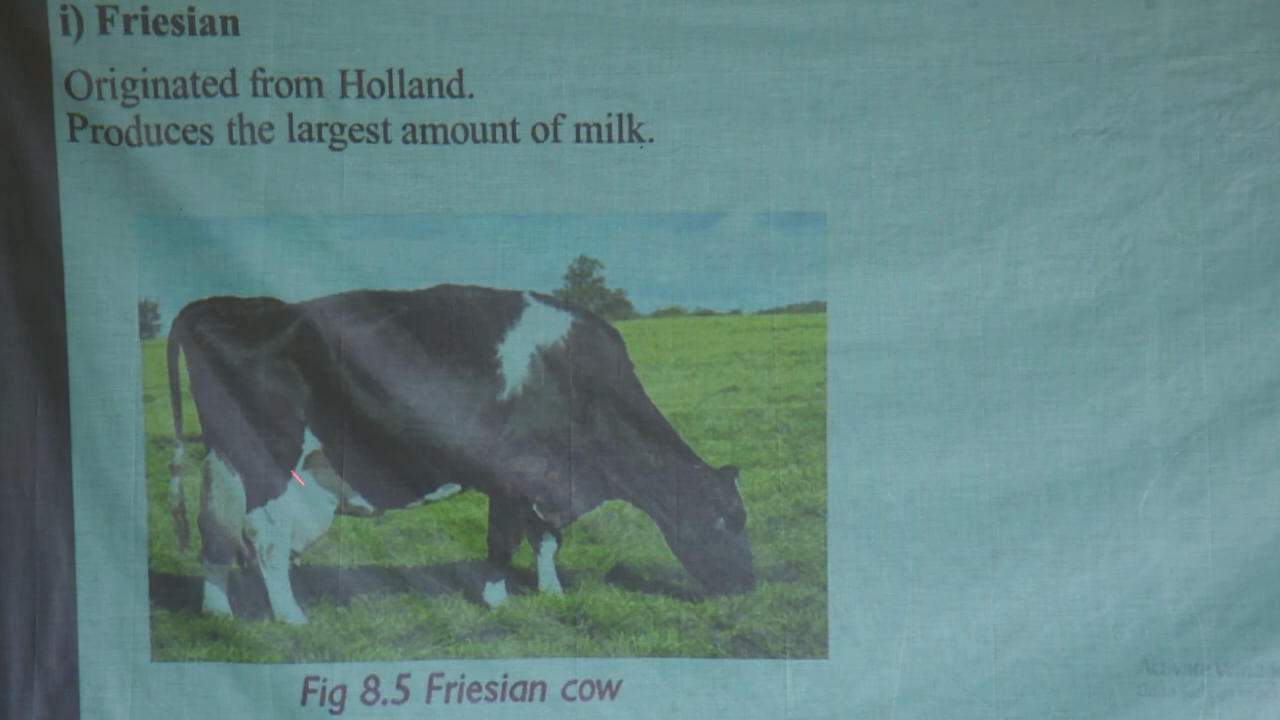 i) Friesian
Originated from Holland.
Produces the largest amount of milk.
Fig 8.5 Friesian cow